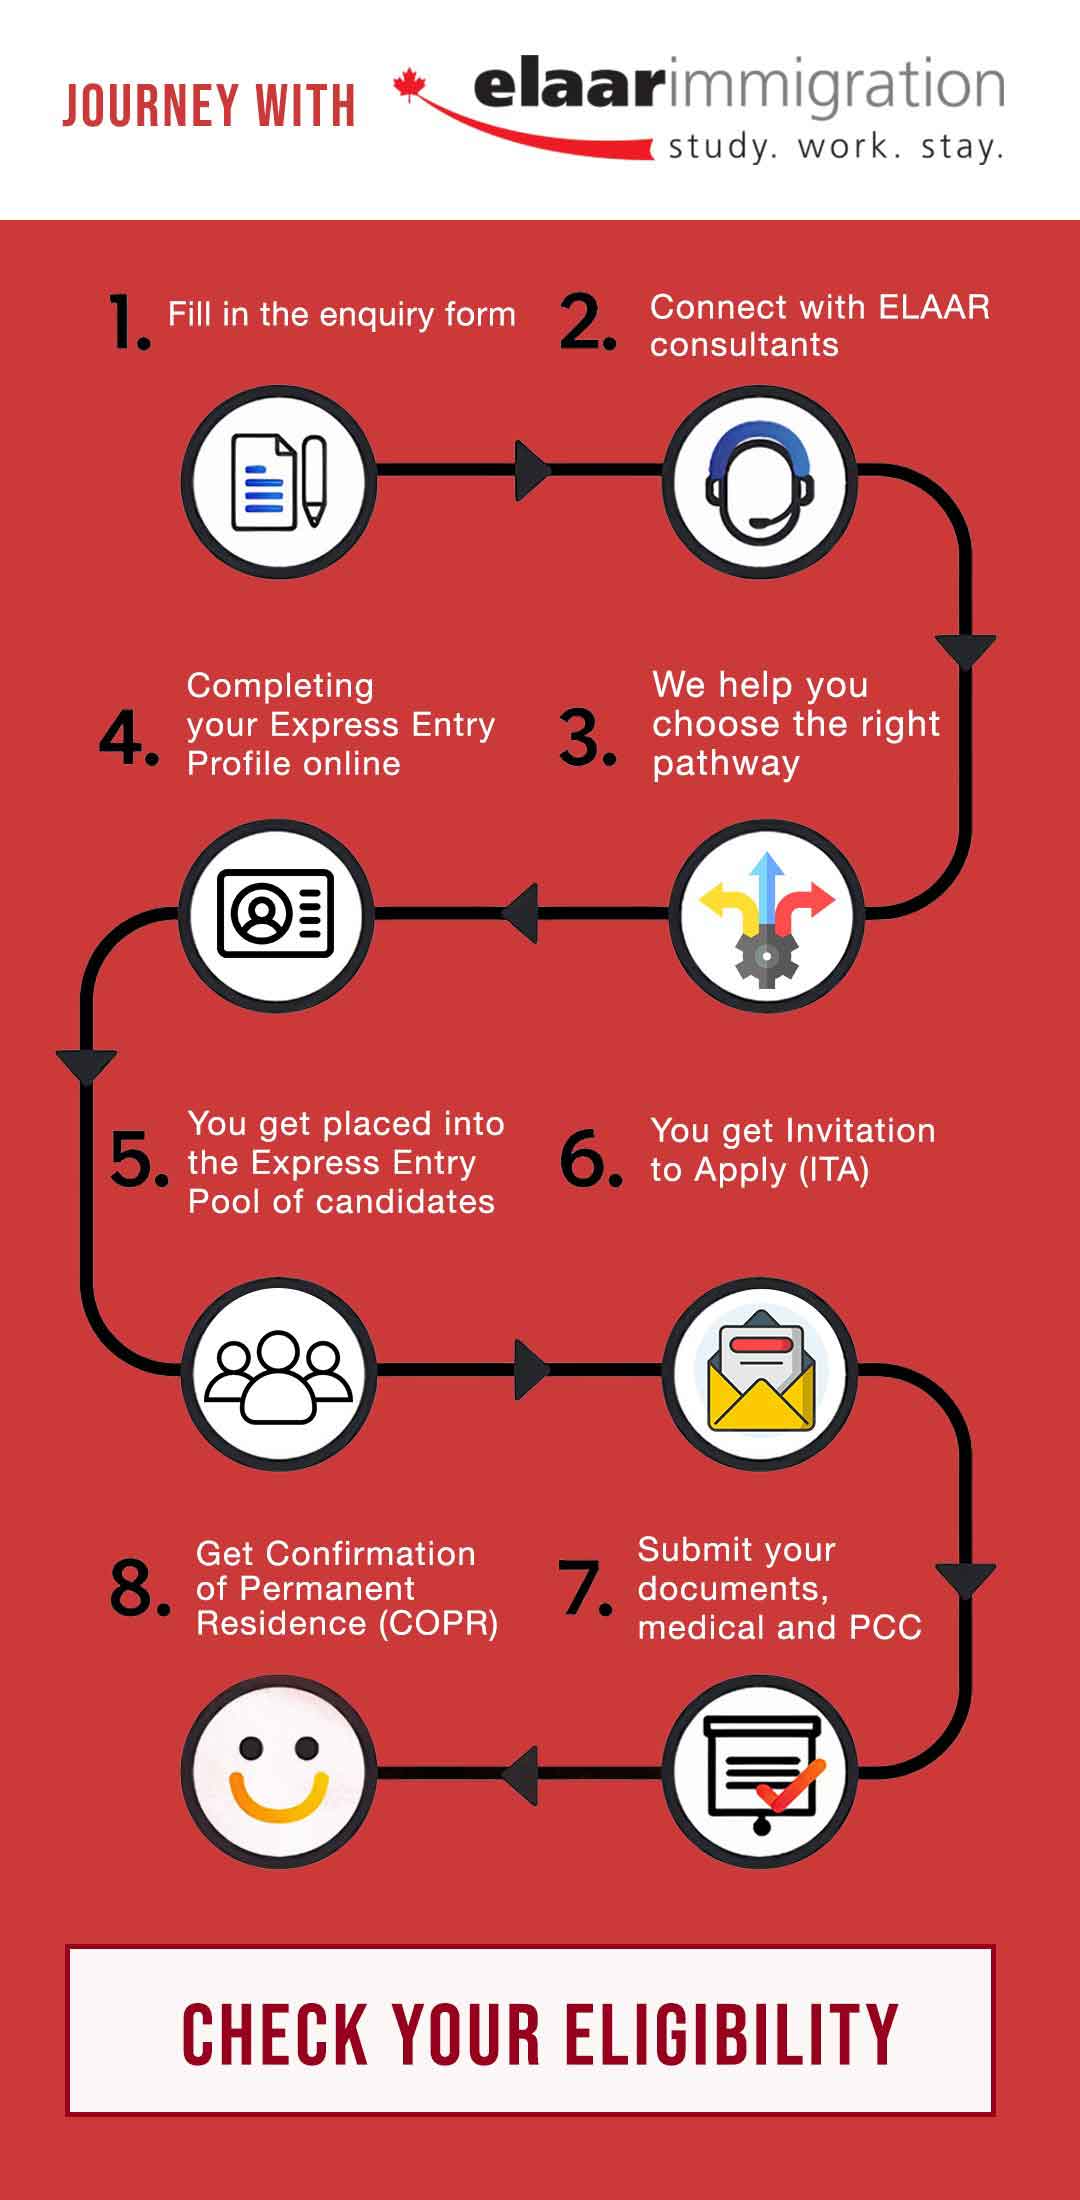 JOURNEY WITH
elaarimmigration
study. work. stay.
1. Fill in the enquiry form
2. Connect with ELAAR
consultants
3. We help you
choose the right
pathway
4. Completing
your Express Entry
Profile online
5. You get placed into
the Express Entry
Pool of candidates
6. You get Invitation
to Apply (ITA)
7. Submit your
documents,
medical and PCC
8. Get Confirmation
of Permanent
Residence (COPR)
CHECK YOUR ELIGIBILITY